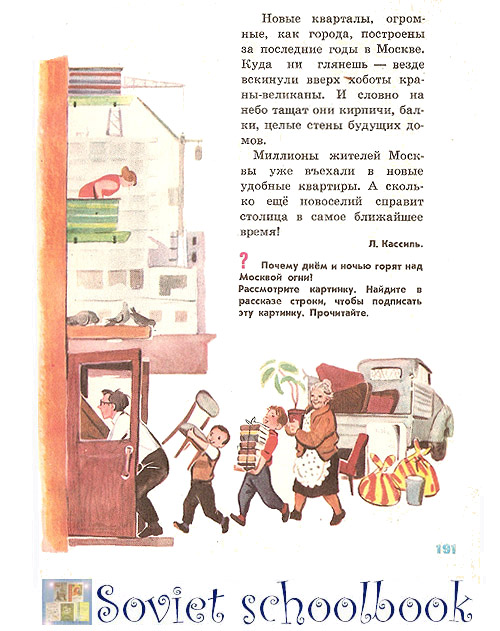 Новые кварталы, огром-
ные, как города, построены
за последние годы в Москве.
Куда ни глянешь — везде
вскинули вверх хоботы кра-
ны-великаны. И словно на
небо тащат они кирпичи, бал-
ки, целые стены будущих до-
мов.
Миллионы жителей Моск-
вы уже въехали в новые
удобные квартиры. А сколь-
ко ещё новоселий справит
столица в самое ближайшее
время!
Л. Кассиль.
? Почему днём и ночью горят над
Москвой огни!
Рассмотрите картинку. Найдите в
рассказе строки, чтобы подписать
эту картинку. Прочитайте.
191
Soviet schoolbook